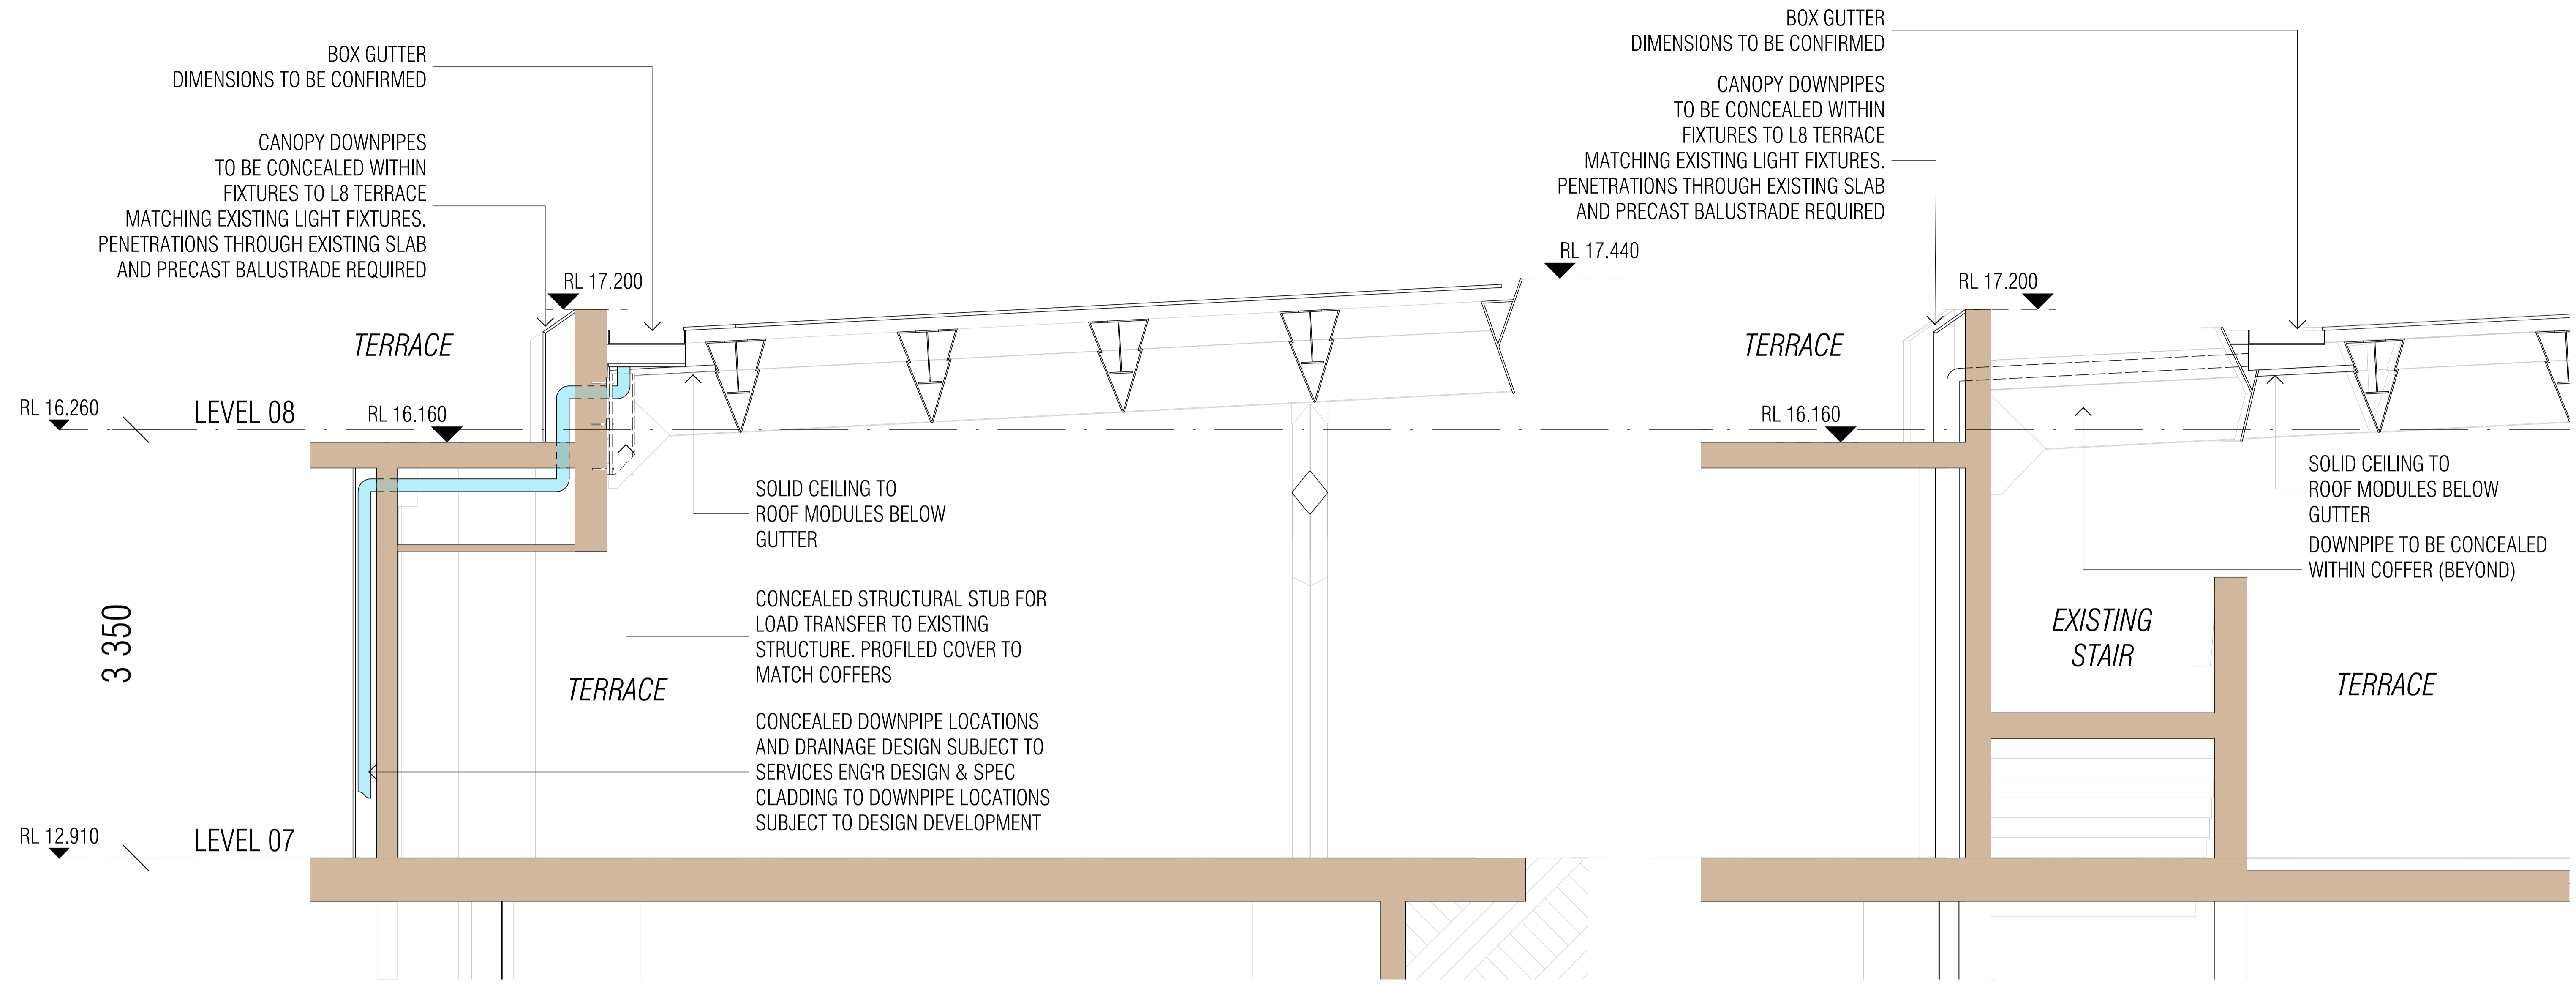 BOX GUTTER
DIMENSIONS TO BE CONFIRMED
CANOPY DOWNPIPES
TO BE CONCEALED WITHIN
FIXTURES TO L8 TERRACE
MATCHING EXISTING LIGHT FIXTURES.
PENETRATIONS THROUGH EXISTING SLAB
AND PRECAST BALUSTRADE REQUIRED
RL 17.200
TERRACE
RL 16.260
LEVEL 08
RL 16.160
3 350
RL 12.910
LEVEL 07
SOLID CEILING TO
ROOF MODULES BELOW
GUTTER
CONCEALED STRUCTURAL STUB FOR
LOAD TRANSFER TO EXISTING
STRUCTURE. PROFILED COVER TO
MATCH COFFERS
TERRACE
CONCEALED DOWNPIPE LOCATIONS
AND DRAINAGE DESIGN SUBJECT TO
SERVICES ENG'R DESIGN & SPEC
CLADDING TO DOWNPIPE LOCATIONS
SUBJECT TO DESIGN DEVELOPMENT
RL 17.440
BOX GUTTER
DIMENSIONS TO BE CONFIRMED
CANOPY DOWNPIPES
TO BE CONCEALED WITHIN
FIXTURES TO L8 TERRACE
MATCHING EXISTING LIGHT FIXTURES.
PENETRATIONS THROUGH EXISTING SLAB
AND PRECAST BALUSTRADE REQUIRED
RL 17.200
TERRACE
RL 16.160
SOLID CEILING TO
ROOF MODULES BELOW
GUTTER
DOWNPIPE TO BE CONCEALED
WITHIN COFFER (BEYOND)
EXISTING
STAIR
TERRACE